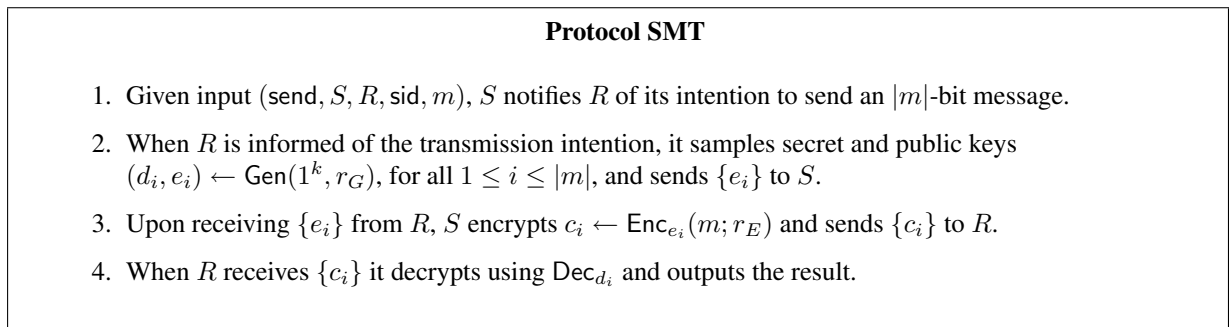 Protocol SMT
1. Given input (send, S, R, sid, m), S notifies R of its intention to send an |m|-bit message.
2. When R is informed of the transmission intention, it samples secret and public keys
(d_i, e_i) ← Gen(1^k, r_G), for all 1 ≤ i ≤ |m|, and sends {e_i} to S.
3. Upon receiving {e_i} from R, S encrypts c_i ← Enc_{e_i}(m; r_E) and sends {c_i} to R.
4. When R receives {c_i} it decrypts using Dec_{d_i} and outputs the result.